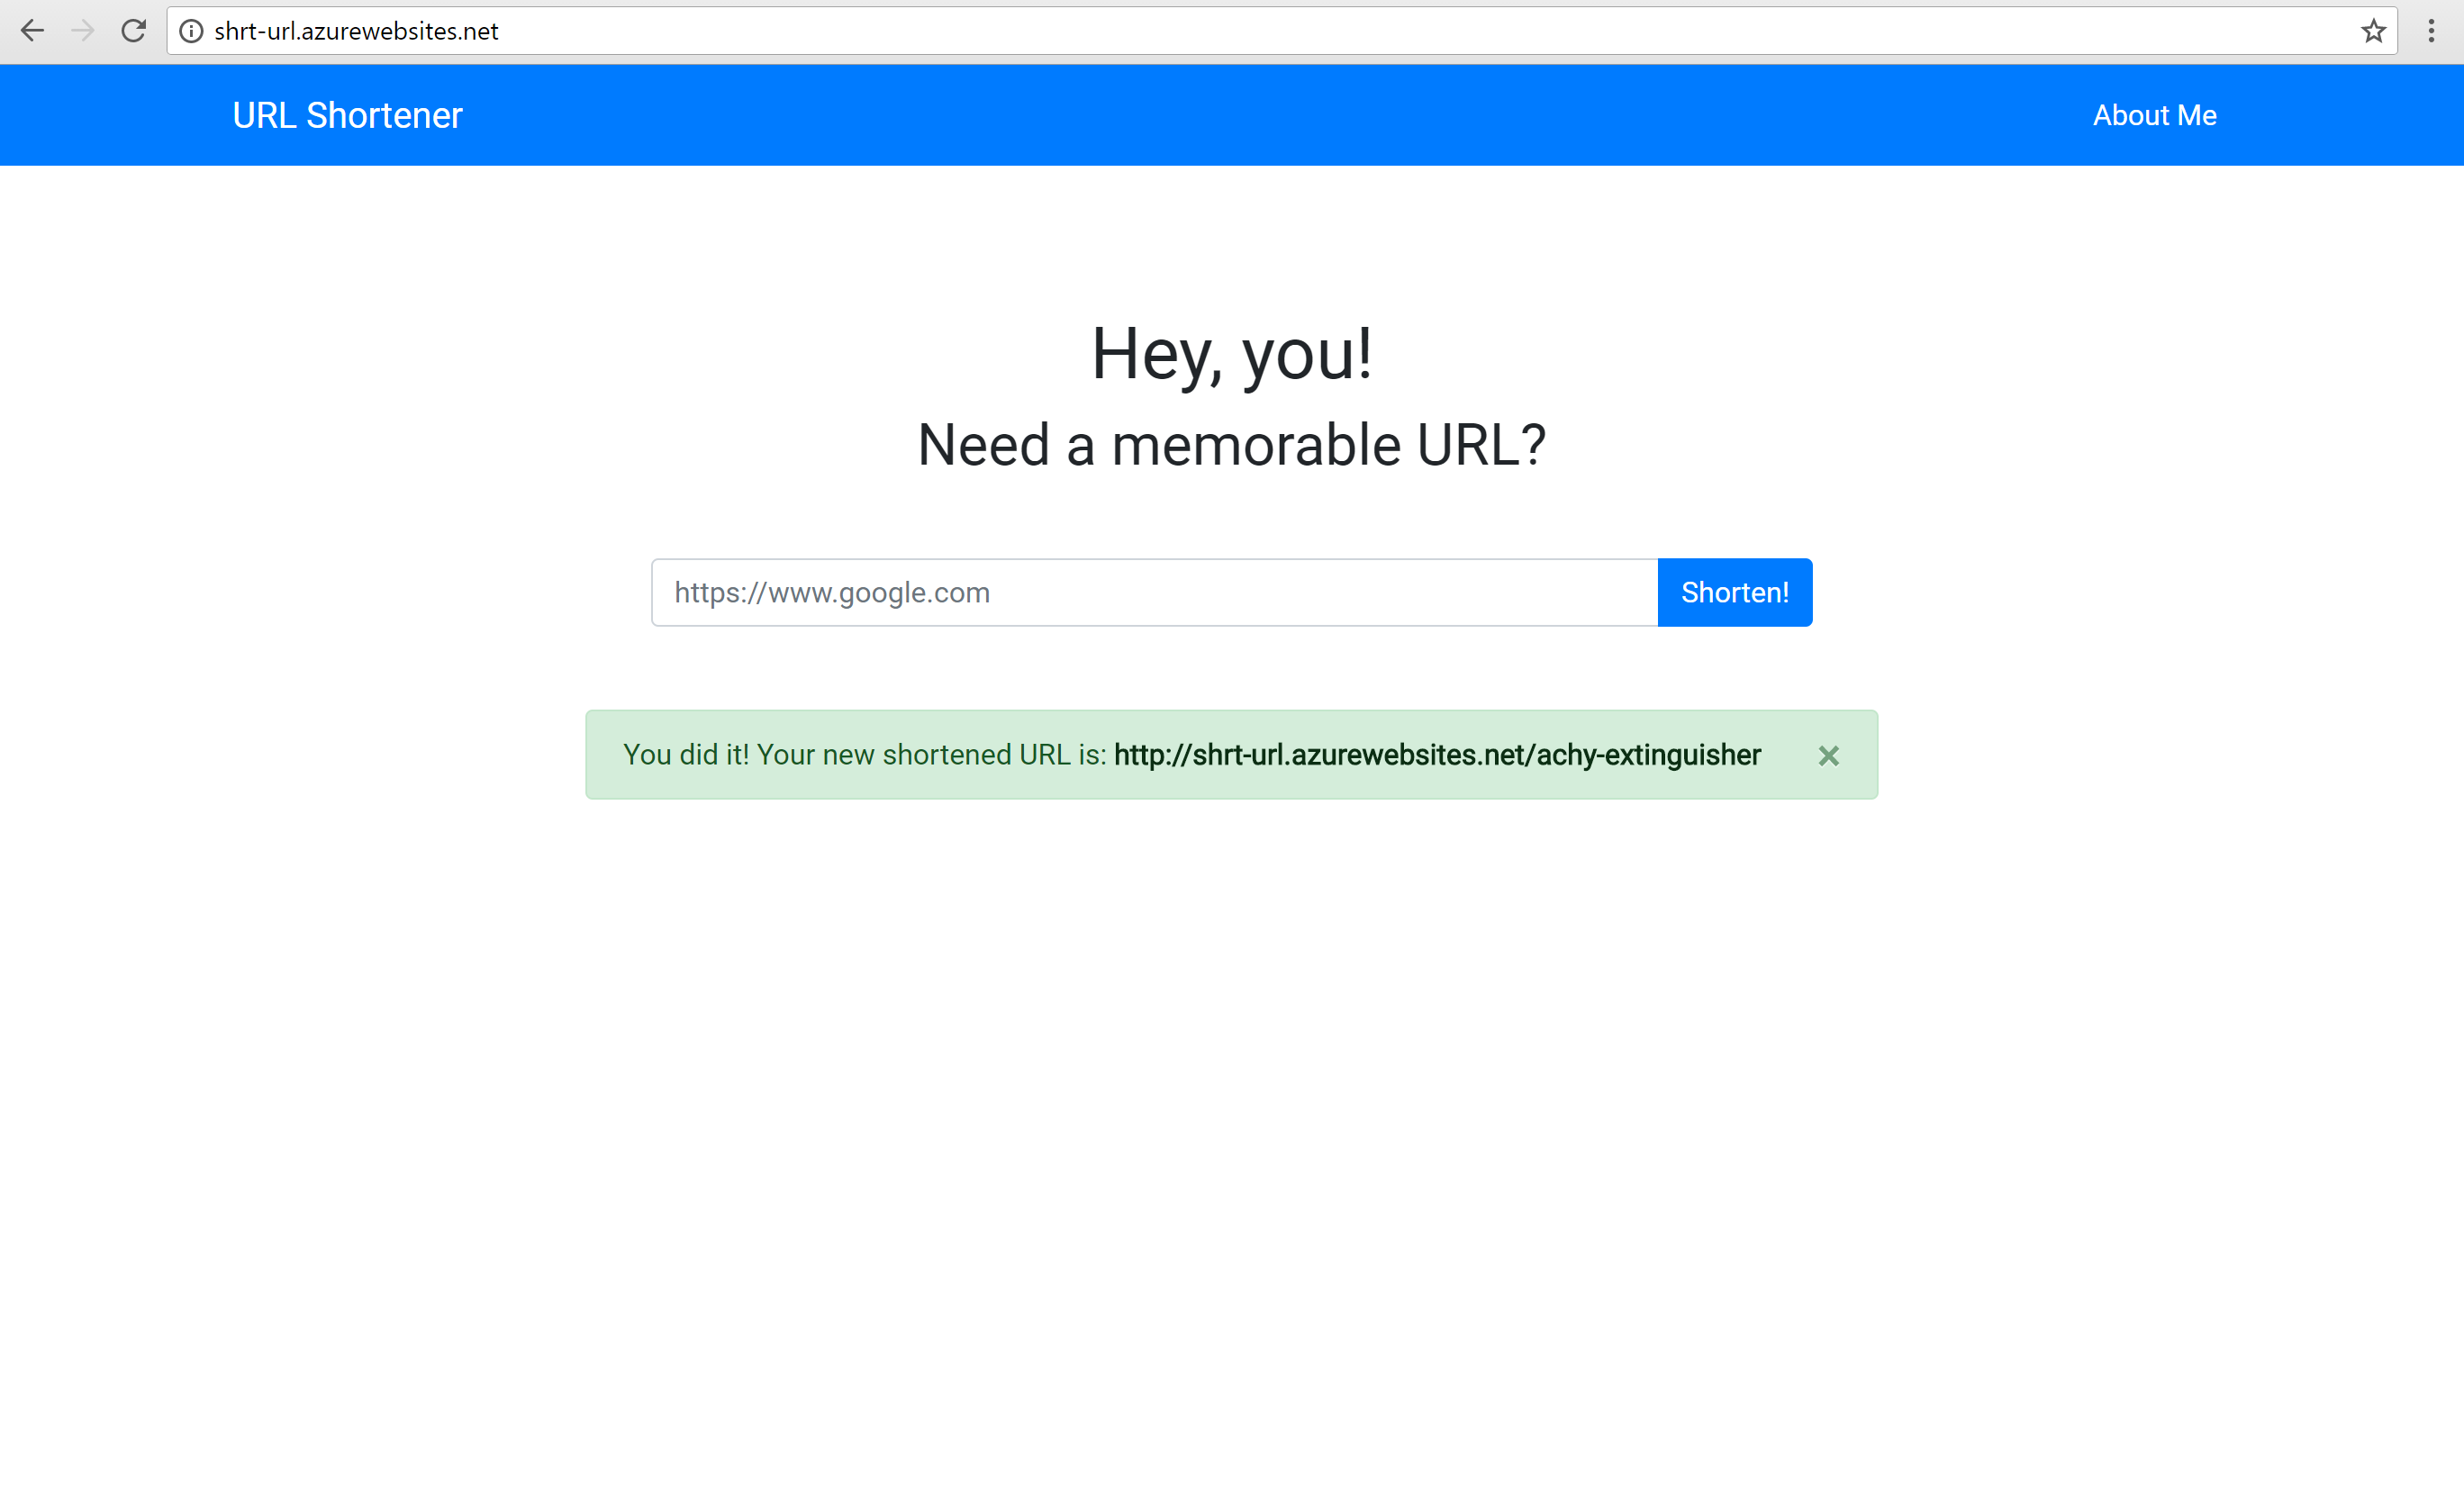 shrt-url.azurewebsites.net
URL Shortener
About Me
Hey, you!
Need a memorable URL?
https://www.google.com
Shorten!
You did it! Your new shortened URL is: http://shrt-url.azurewebsites.net/achy-extinguisher ×